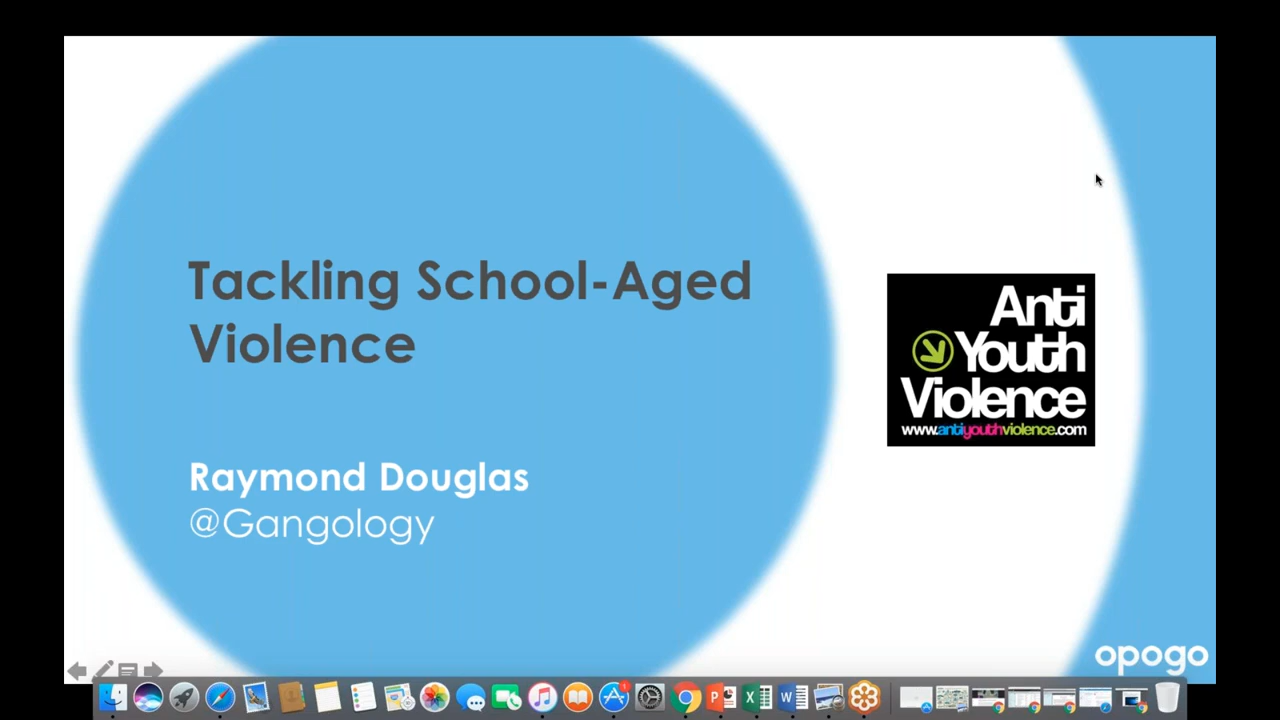 Tackling School-Aged
Violence
Raymond Douglas
@Gangology
Anti
Youth
Violence
www.antiyouthviolence.com
opogo